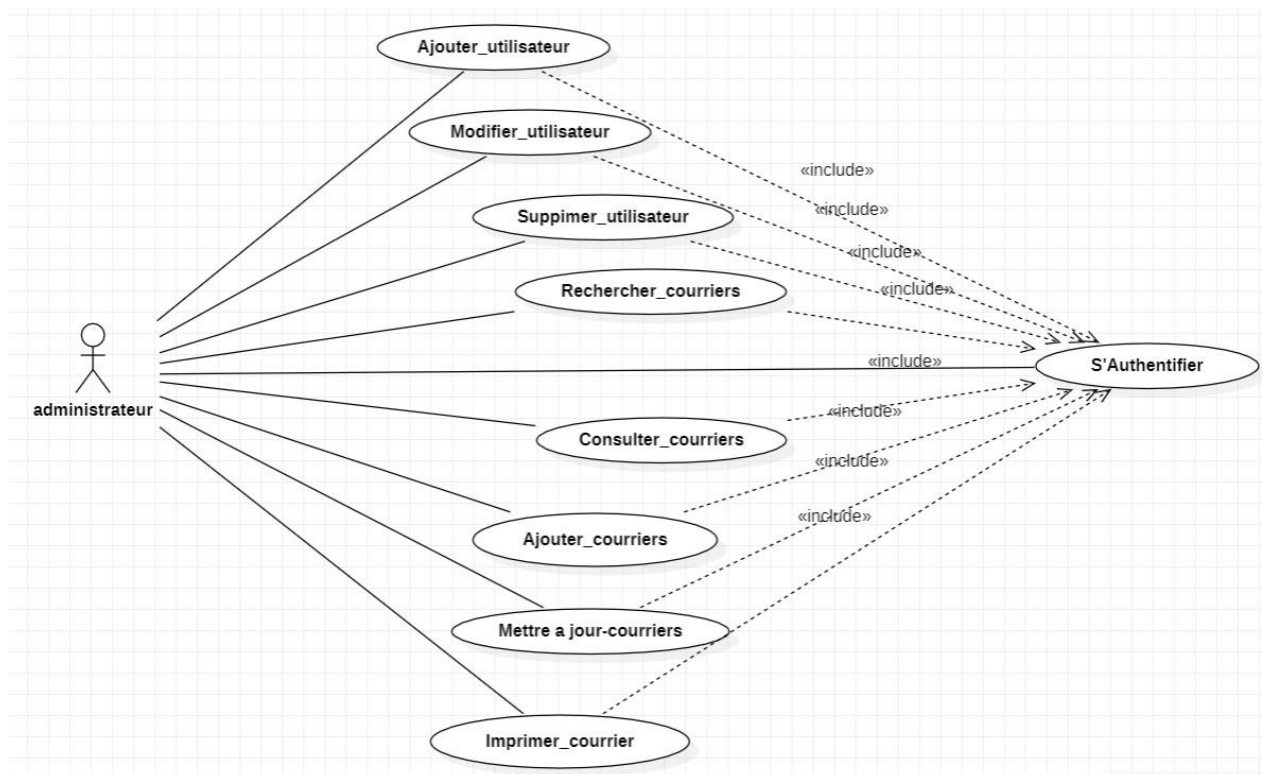 Ajouter_utilisateur
Modifier_utilisateur
«include»
«include»
Suppimer_utilisateur
«include»
Rechercher_courriers
«include»
«include»
S'Authentifier
administrateur
«include»
Consulter_courriers
«include»
«include»
Ajouter_courriers
Mettre a jour-courriers
Imprimer_courrier